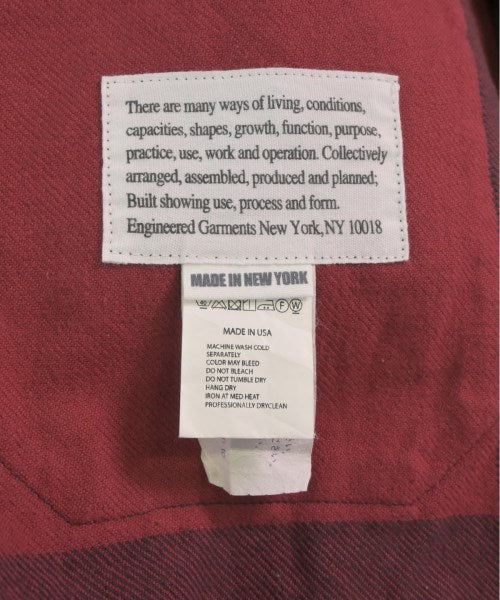 There are many ways of living, conditions,
capacities, shapes, growth, function, purpose,
practice, use, work and operation. Collectively
arranged, assembled, produced and planned;
Built showing use, process and form.
Engineered Garments New York, NY 10018
MADE IN NEW YORK
F W
MADE IN USA
MACHINE WASH COLD
SEPARATELY
COLOR MAY BLEED
DO NOT BLEACH
DO NOT TUMBLE DRY
HANG DRY
IRON AT MED HEAT
PROFESSIONALLY DRYCLEAN